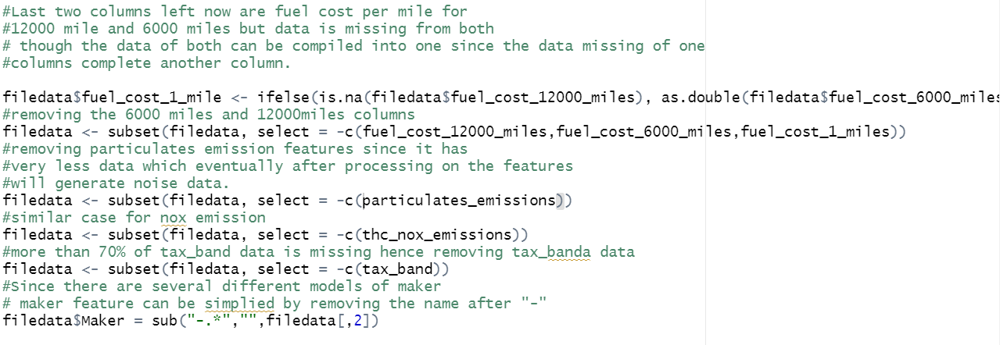 #Last two columns left now are fuel cost per mile for
#12000 mile and 6000 miles but data is missing from both
# though the data of both can be compiled into one since the data missing of one
#columns complete another column.
filedata$fuel_cost_1_mile <- ifelse(is.na(filedata$fuel_cost_12000_miles), as.double(filedata$fuel_cost_6000_miles
#removing the 6000 miles and 12000miles columns
filedata <- subset(filedata, select = -c(fuel_cost_12000_miles,fuel_cost_6000_miles,fuel_cost_1_miles))
#removing particulates emission features since it has
#very less data which eventually after processing on the features
#will generate noise data.
filedata <- subset(filedata, select = -c(particulates_emissions))
#similar case for nox emission
filedata <- subset(filedata, select = -c(thc_nox_emissions))
#more than 70% of tax_band data is missing hence removing tax_banda data
filedata <- subset(filedata, select = -c(tax_band))
#Since there are several different models of maker
# maker feature can be simplied by removing the name after "-"
filedata$Maker = sub("-.*","",filedata[,2])